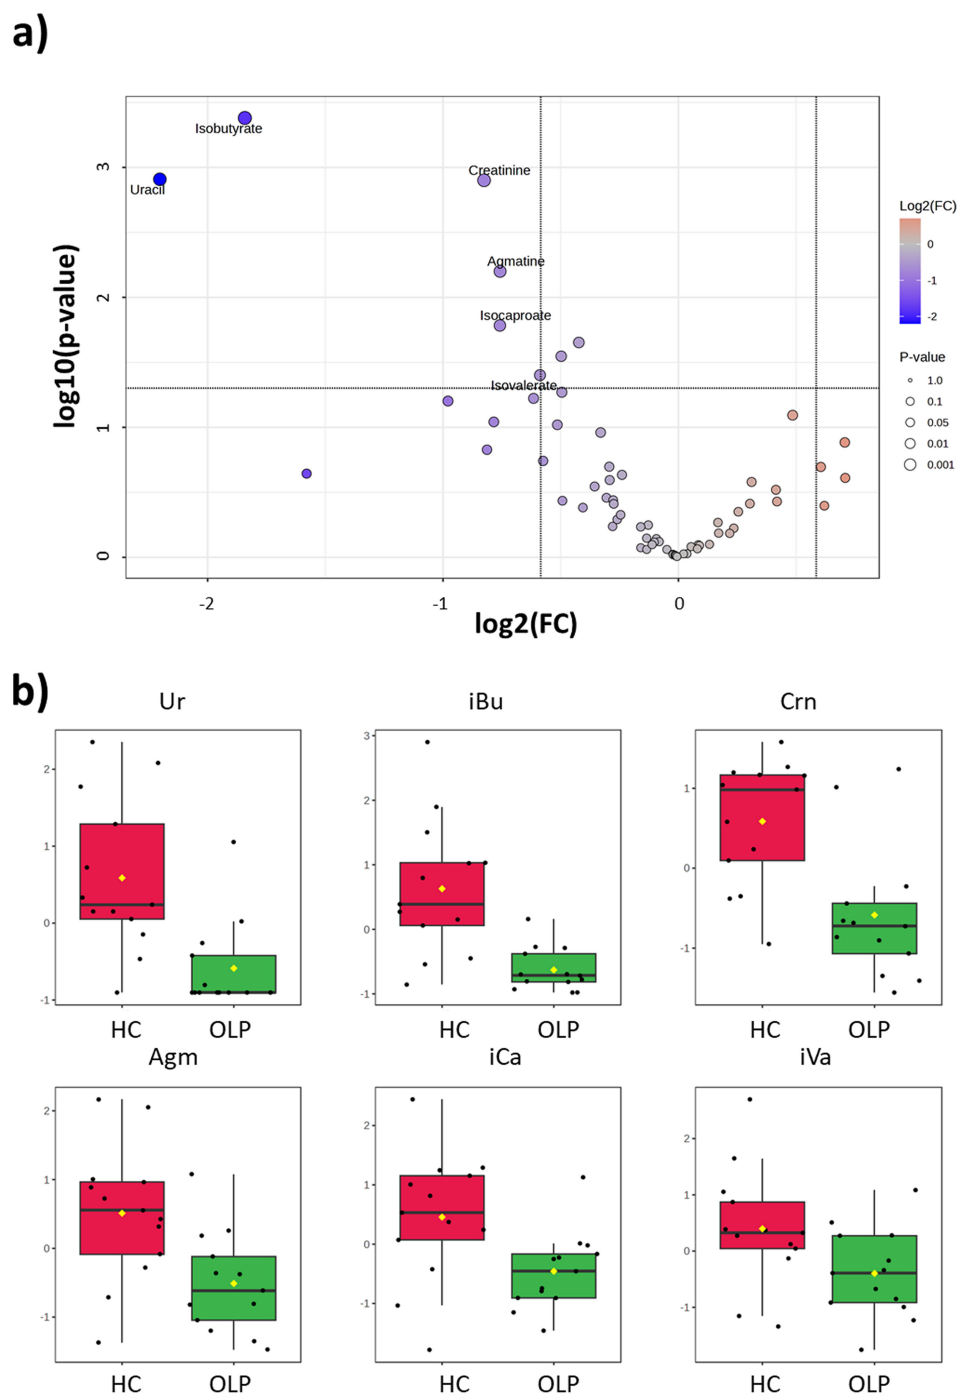 a)
Isobutyrate
Uracil
Creatinine
Agmatine
Isocaproate
Isovalerate
log10(p-value)
3
2
1
0
-2
-1
0
log2(FC)
Log2(FC)
0
-1
-2
P-value
1.0
0.1
0.05
0.01
0.001
b)
Ur
iBu
Crn
2
1
0
-1
3
2
1
0
-1
1
0
-1
HC
OLP
HC
OLP
HC
OLP
Agm
iCa
iVa
2
1
0
-1
2
1
0
-1
2
1
0
-1
HC
OLP
HC
OLP
HC
OLP